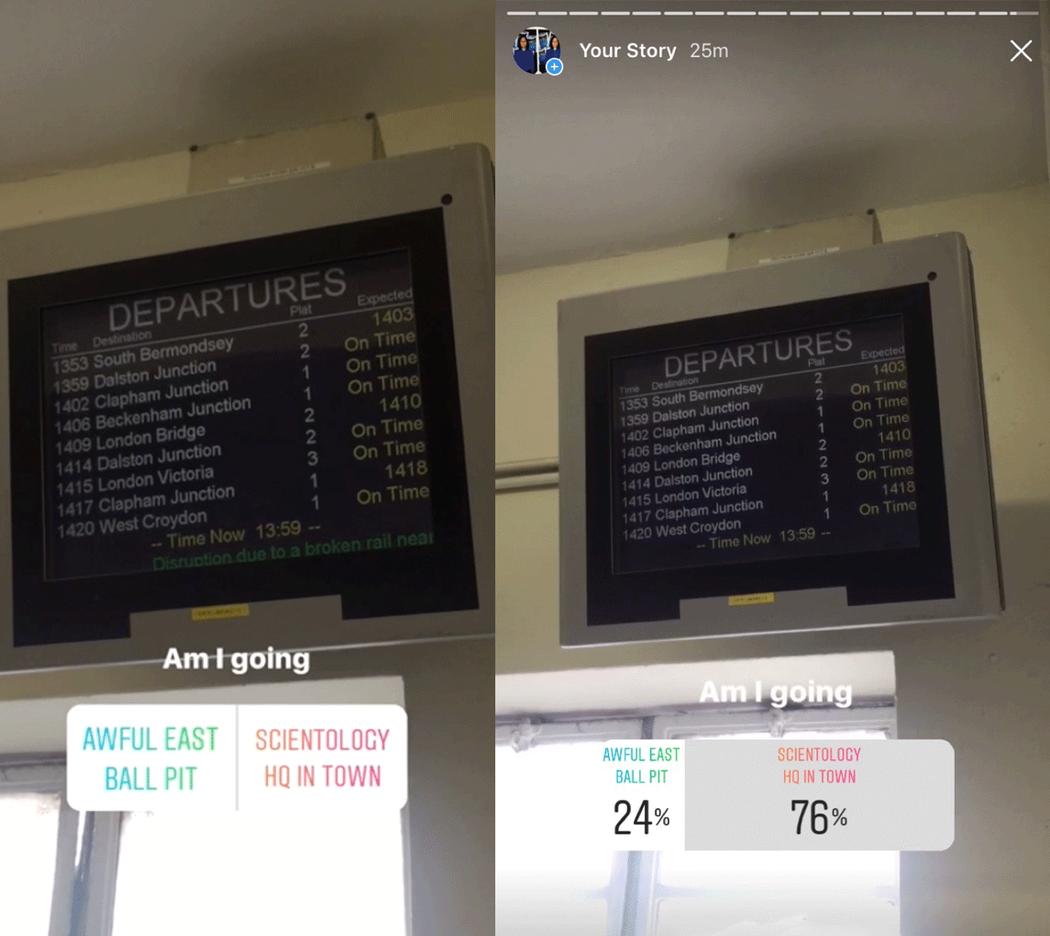 DEPARTURES
Time Destination Plat Expected
1353 South Bermondsey 2 1403
1359 Dalston Junction 2 On Time
1402 Clapham Junction 1 On Time
1406 Beckenham Junction 1 On Time
1409 London Bridge 2 1410
1414 Dalston Junction 2 On Time
1415 London Victoria 3 On Time
1417 Clapham Junction 1 1418
1420 West Croydon 1 On Time
-- Time Now 13:59 --
Disruption due to a broken rail near
Am I going
AWFUL EAST
BALL PIT
SCIENTOLOGY
HQ IN TOWN
Your Story 25m
DEPARTURES
Time Destination Plat Expected
1353 South Bermondsey 2 1403
1359 Dalston Junction 2 On Time
1402 Clapham Junction 1 On Time
1406 Beckenham Junction 1 On Time
1409 London Bridge 2 1410
1414 Dalston Junction 2 On Time
1415 London Victoria 3 On Time
1417 Clapham Junction 1 1418
1420 West Croydon 1 On Time
-- Time Now 13:59 --
Am I going
AWFUL EAST
BALL PIT
24%
SCIENTOLOGY
HQ IN TOWN
76%